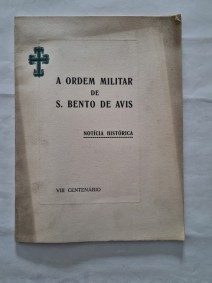 A ORDEM MILITAR
DE
S. BENTO DE AVIS
NOTÍCIA HISTÓRICA
VIII CENTENÁRIO